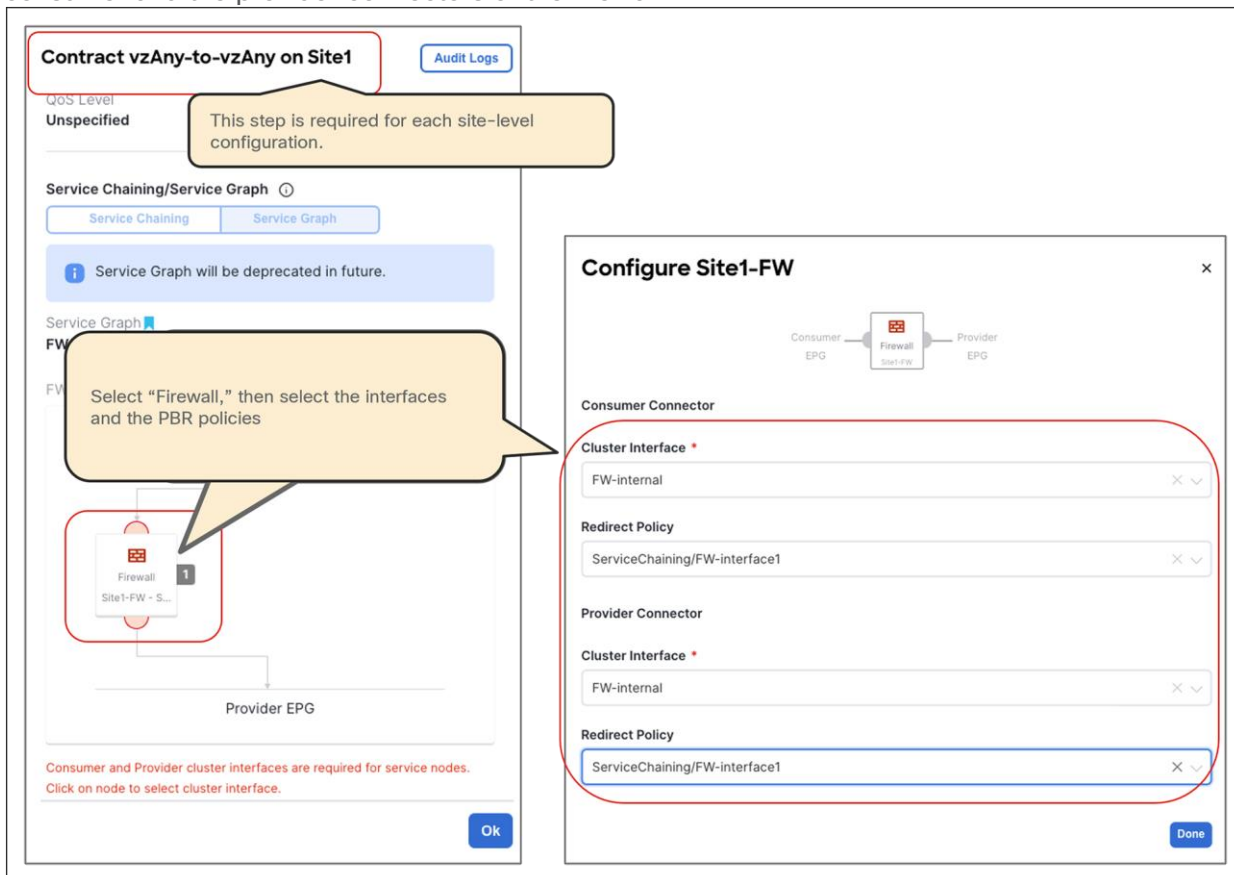 Contract vzAny-to-vzAny on Site1
Audit Logs
QoS Level
Unspecified
This step is required for each site-level
configuration.
Service Chaining/Service Graph
Service Chaining
Service Graph
Service Graph will be deprecated in future.
Service Graph
FW
FW
Select “Firewall,” then select the interfaces
and the PBR policies
Firewall
1
Site1-FW - S...
Provider EPG
Consumer and Provider cluster interfaces are required for service nodes.
Click on node to select cluster interface.
Ok
Configure Site1-FW
Consumer
EPG
Firewall
Site1-FW
Provider
EPG
Consumer Connector
Cluster Interface *
FW-internal
Redirect Policy
ServiceChaining/FW-interface1
Provider Connector
Cluster Interface *
FW-internal
Redirect Policy
ServiceChaining/FW-interface1
Done